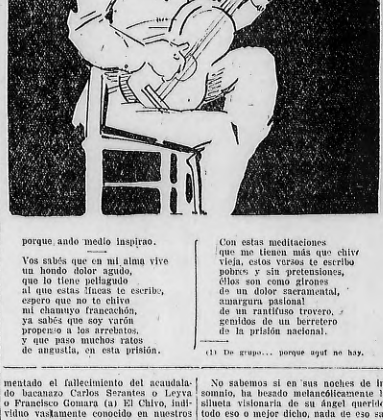 porque ando medio inspirao.
Vos sabés que en mi alma vive
un hondo dolor agudo,
que lo tiene peliagudo
al que estas líneas te escribe,
espero que no te chive
mi chamuyo francachón,
ya sabés que soy varón
propenso a los arrebatos,
y que paso muchos ratos
de angustia, en esta prisión.
Con estas meditaciones
que me tienen más que chivo
vieja, estos versos te escribo
pobres y sin pretensiones,
éllos son como girones
de un dolor sacramental,
amargura pasional
de un rantifuso trovero,
gemidos de un berretero
de la prisión nacional.
(1) De grupo... porque aquí no hay.
mentado el fallecimiento del acaudala-
do bacanazo Carlos Serantes o Leyva
o Francisco Gomara (a) El Chivo, indi-
viduo vastamente conocido en nuestros
No sabemos si en sus noches de in
somnio, ha besado melancólicamente l
silueta visionaria de su ángel querido
todo eso o mejor dicho, nada de eso sa